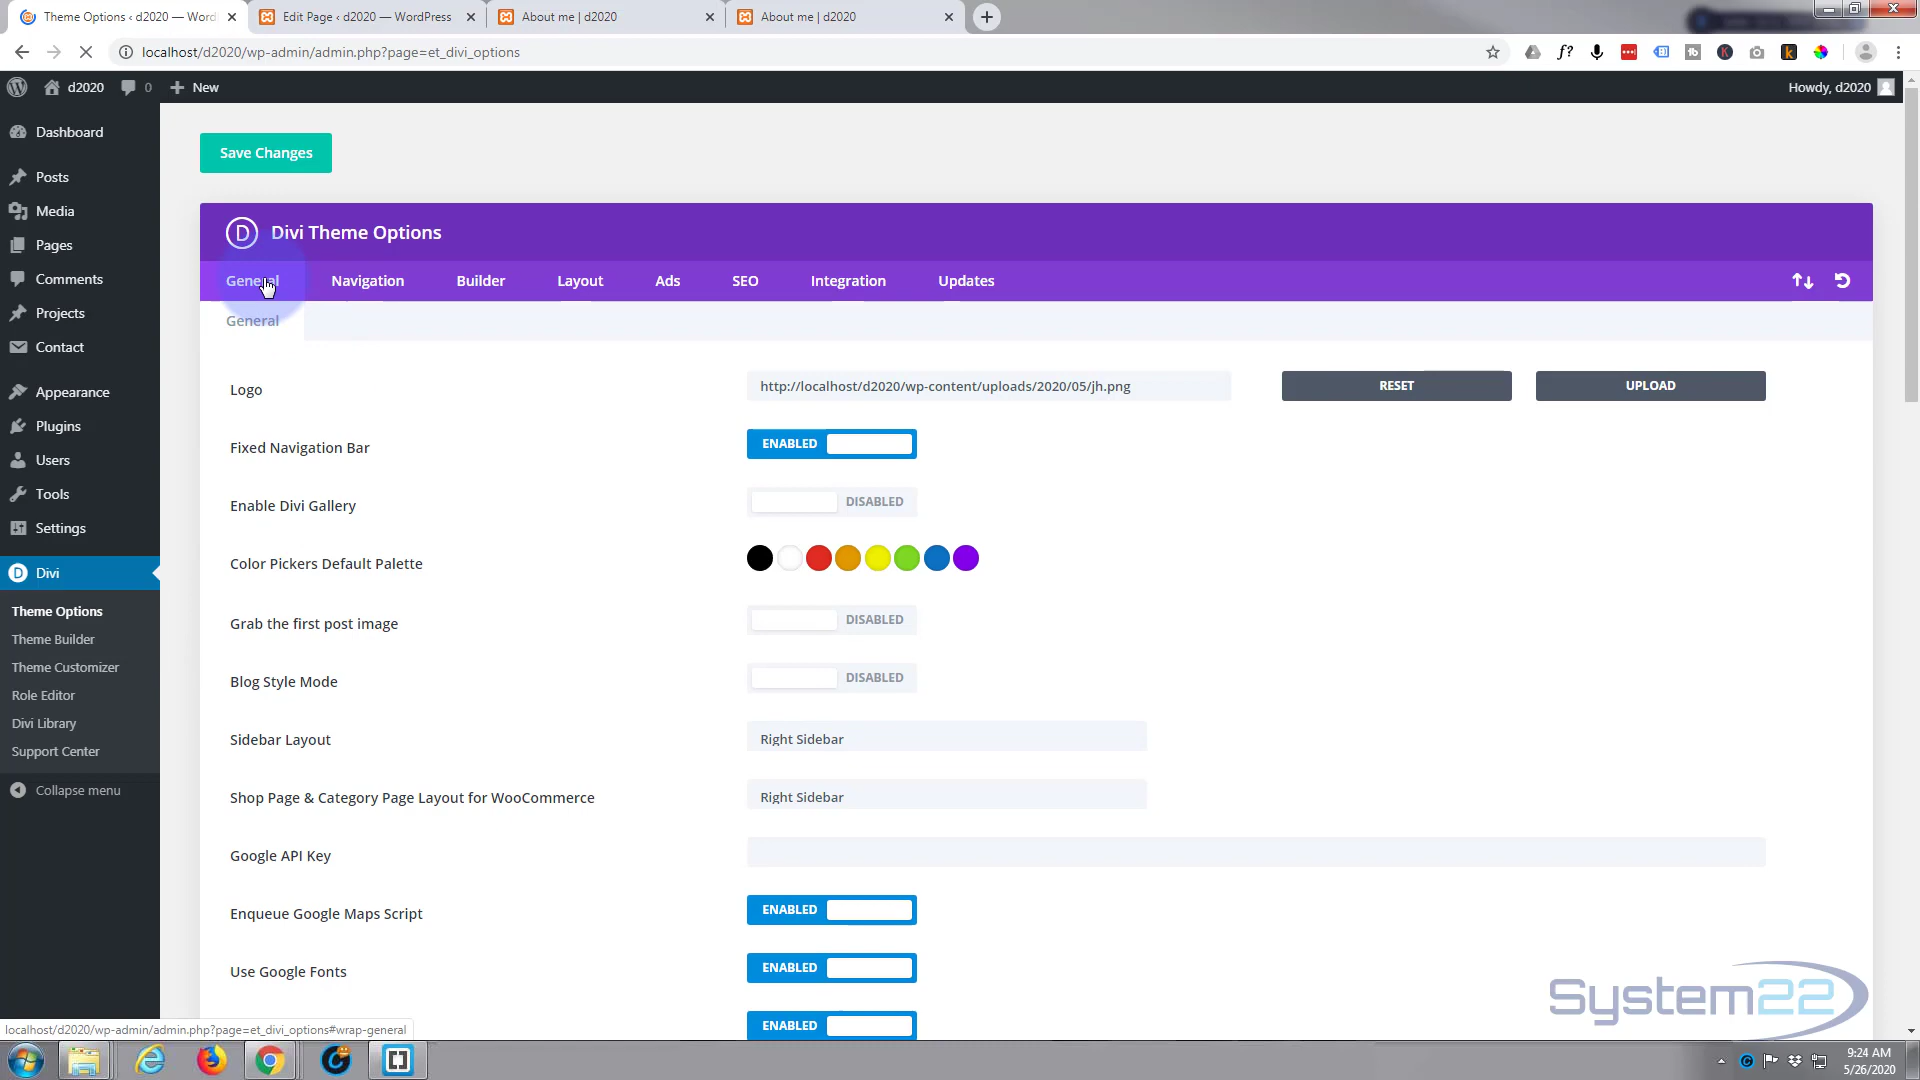 Theme Options ‹ d2020 — Word
Edit Page ‹ d2020 — WordPress
About me | d2020
About me | d2020
localhost/d2020/wp-admin/admin.php?page=et_divi_options
d2020
0
New
Howdy, d2020
Dashboard
Posts
Media
Pages
Comments
Projects
Contact
Appearance
Plugins
Users
Tools
Settings
Divi
Theme Options
Theme Builder
Theme Customizer
Role Editor
Divi Library
Support Center
Collapse menu
Save Changes
Divi Theme Options
General Navigation Builder Layout Ads SEO Integration Updates
General
Logo
http://localhost/d2020/wp-content/uploads/2020/05/jh.png
RESET
UPLOAD
Fixed Navigation Bar
ENABLED
Enable Divi Gallery
DISABLED
Color Pickers Default Palette
Grab the first post image
DISABLED
Blog Style Mode
DISABLED
Sidebar Layout
Right Sidebar
Shop Page & Category Page Layout for WooCommerce
Right Sidebar
Google API Key
Enqueue Google Maps Script
ENABLED
Use Google Fonts
ENABLED
ENABLED
System22
localhost/d2020/wp-admin/admin.php?page=et_divi_options#wrap-general
9:24 AM
5/26/2020